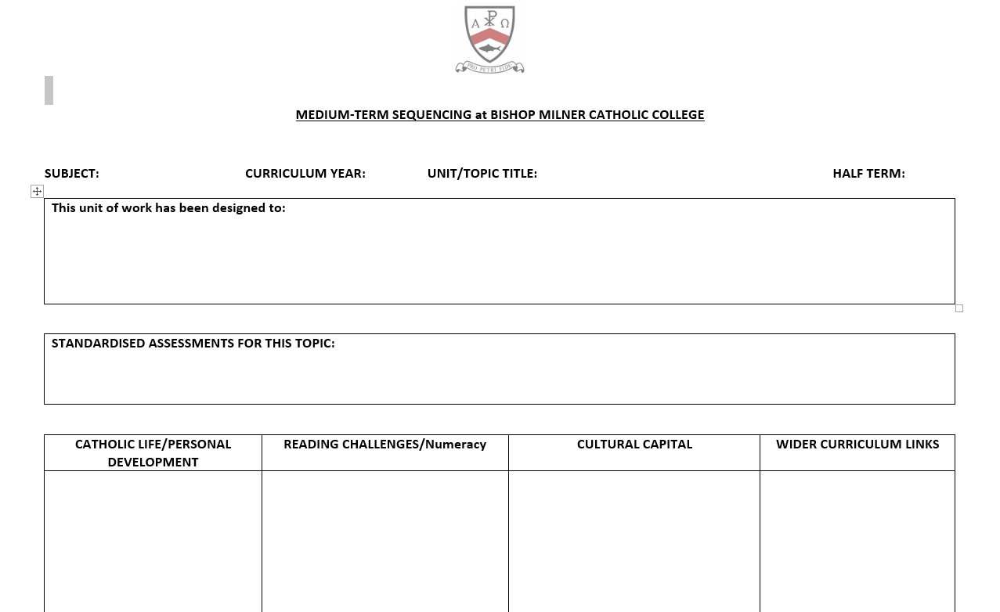 Α ☧ Ω
PRO PETRI FIDE
MEDIUM-TERM SEQUENCING at BISHOP MILNER CATHOLIC COLLEGE
SUBJECT: CURRICULUM YEAR: UNIT/TOPIC TITLE: HALF TERM:
This unit of work has been designed to:
STANDARDISED ASSESSMENTS FOR THIS TOPIC:
CATHOLIC LIFE/PERSONAL DEVELOPMENT
READING CHALLENGES/Numeracy
CULTURAL CAPITAL
WIDER CURRICULUM LINKS